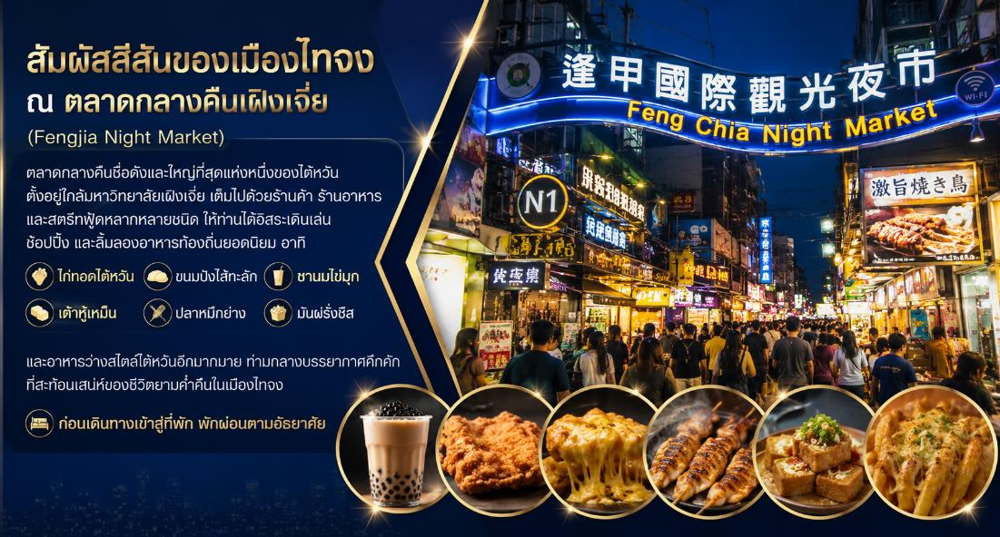 สัมผัสสีสันของเมืองไทจง
ณ ตลาดกลางคืนเฝิงเจี่ย
(Fengjia Night Market)
ตลาดกลางคืนชื่อดังและใหญ่ที่สุดแห่งหนึ่งของไต้หวัน
ตั้งอยู่ใกล้มหาวิทยาลัยเฝิงเจี่ย เต็มไปด้วยร้านค้า ร้านอาหาร
และสตรีทฟู้ดหลากหลายชนิด ให้ท่านได้อิสระเดินเล่น
ช้อปปิ้ง และลิ้มลองอาหารท้องถิ่นยอดนิยม อาทิ
ไก่ทอดไต้หวัน ขนมปังไส้ทะลัก ชานมไข่มุก
เต้าหู้เหม็น ปลาหมึกย่าง มันฝรั่งชีส
และอาหารว่างสไตล์ไต้หวันอีกมากมาย ท่ามกลางบรรยากาศคึกคัก
ที่สะท้อนเสน่ห์ของชีวิตยามค่ำคืนในเมืองไทจง
ก่อนเดินทางเข้าสู่ที่พัก พักผ่อนตามอัธยาศัย
逢甲國際觀光夜市
Feng Chia Night Market
Wi-Fi
N1
激旨焼き鳥